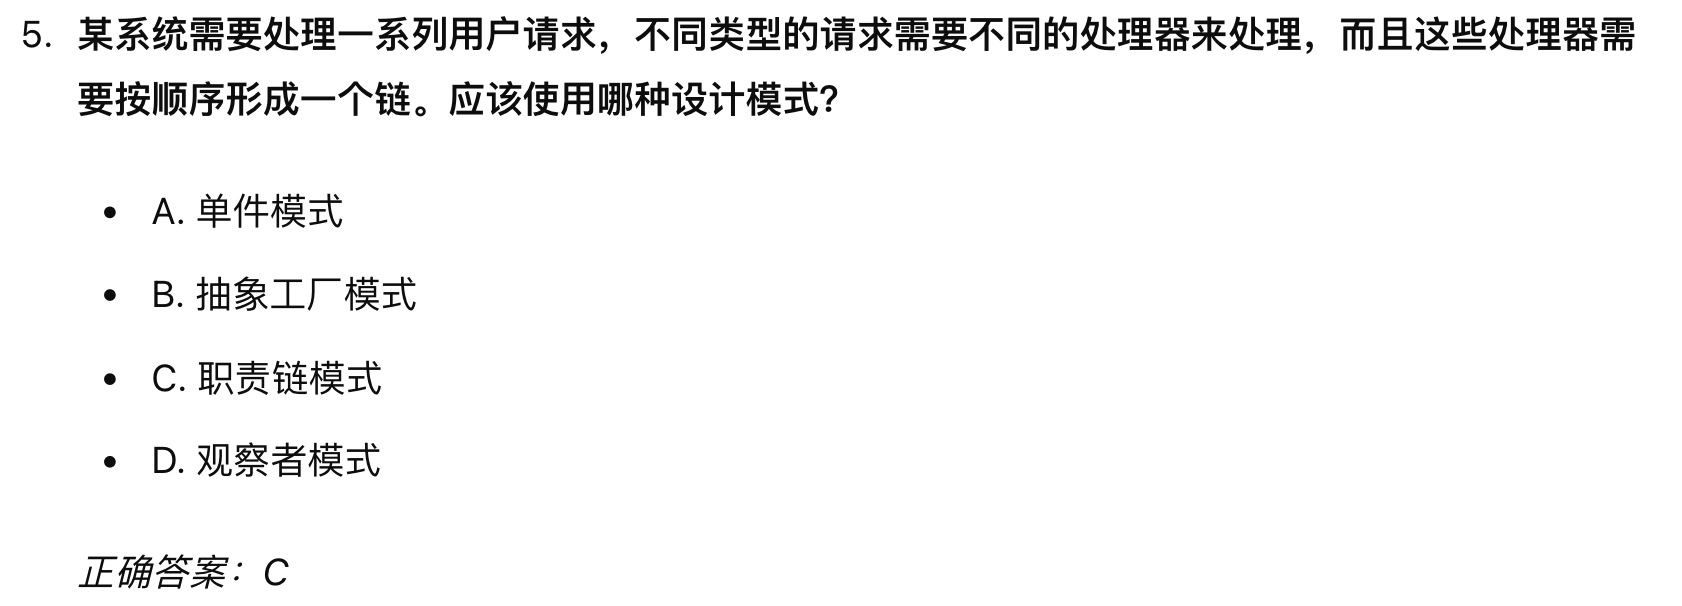 5. 某系统需要处理一系列用户请求，不同类型的请求需要不同的处理器来处理，而且这些处理器需
要按顺序形成一个链。应该使用哪种设计模式?
• A. 单件模式
• B. 抽象工厂模式
• C. 职责链模式
• D. 观察者模式
正确答案：C